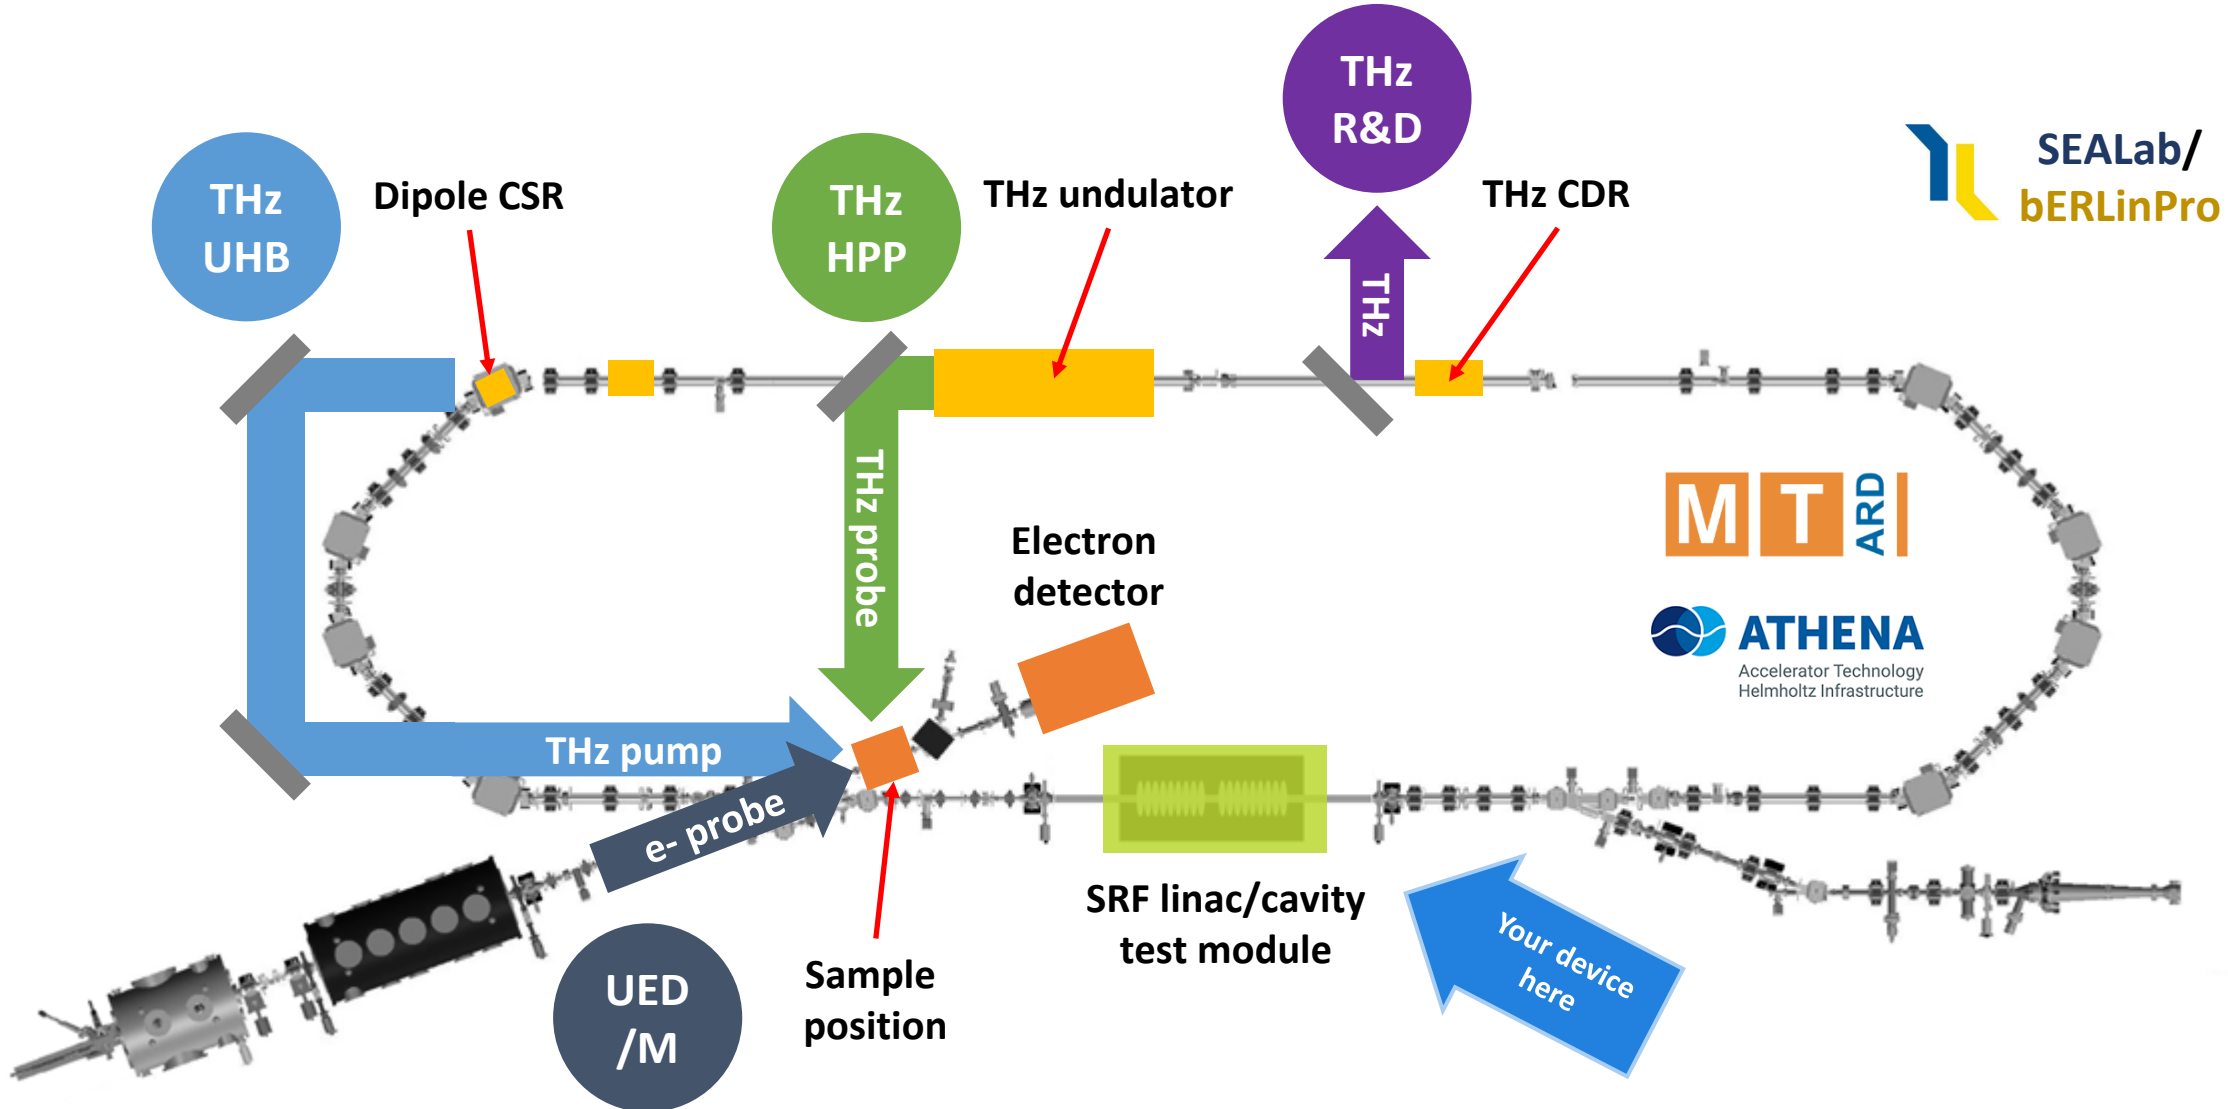 THz
R&D
THz
UHB
Dipole CSR
THz
HPP
THz undulator
THz CDR
SEALab/
bERLinPro
THz
THz probe
MT ARD
Electron
detector
ATHENA
Accelerator Technology
Helmholtz Infrastructure
THz pump
e- probe
SRF linac/cavity
test module
Your device
here
Sample
position
UED
/M